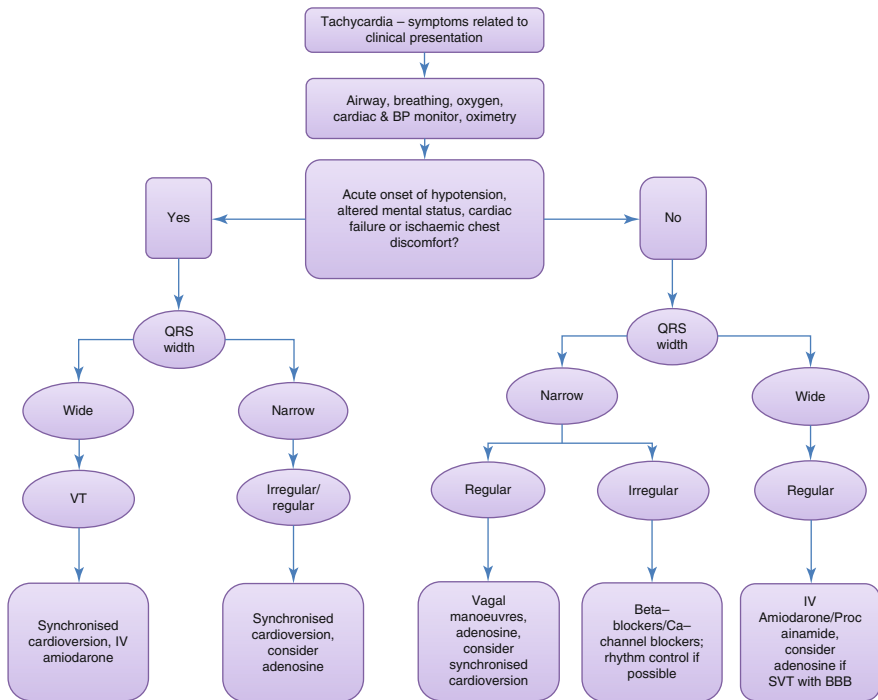 Tachycardia – symptoms related to
clinical presentation
Airway, breathing, oxygen,
cardiac & BP monitor, oximetry
Acute onset of hypotension,
altered mental status, cardiac
failure or ischaemic chest
discomfort?
Yes
No
QRS
width
QRS
width
Wide
Narrow
Narrow
Wide
VT
Irregular/
regular
Regular
Irregular
Regular
Synchronised
cardioversion, IV
amiodarone
Synchronised
cardioversion,
consider
adenosine
Vagal
manoeuvres,
adenosine,
consider
synchronised
cardioversion
Beta–
blockers/Ca–
channel blockers;
rhythm control if
possible
IV
Amiodarone/Proc
ainamide,
consider
adenosine if
SVT with BBB